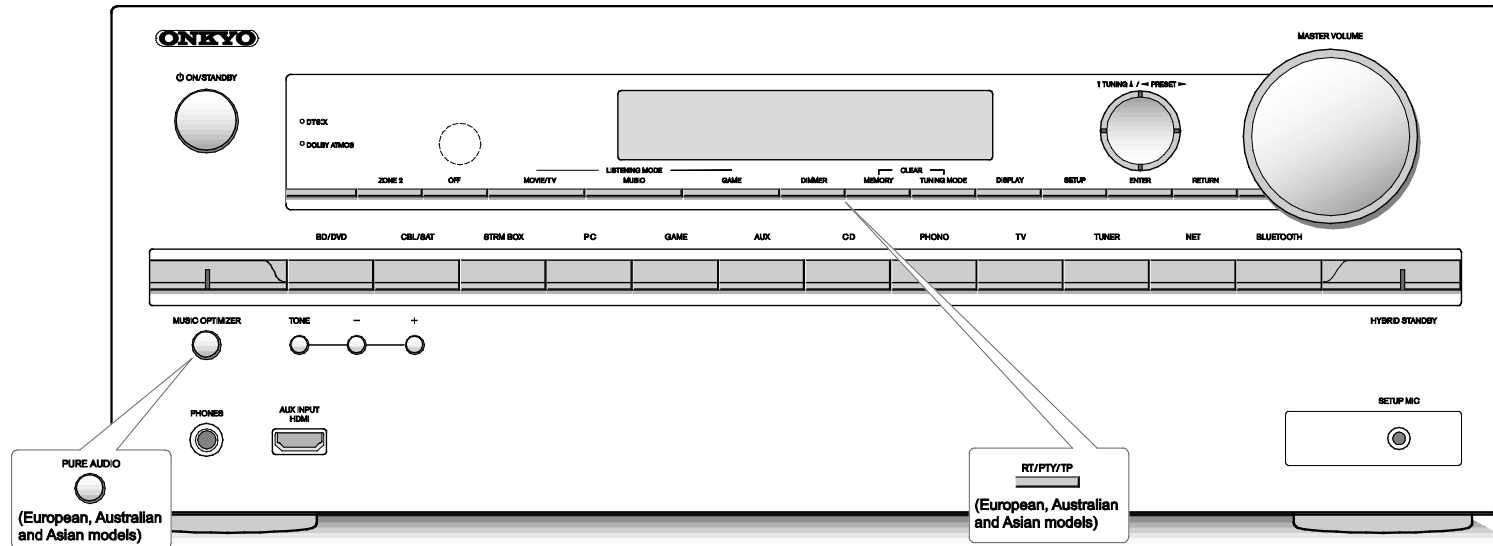 ONKYO
MASTER VOLUME
ON/STANDBY
TUNING / PRESET
DTS:X
DOLBY ATMOS
LISTENING MODE
CLEAR
ZONE 2 OFF MOVIE/TV MUSIC GAME DIMMER MEMORY TUNING MODE DISPLAY SETUP ENTER RETURN
BD/DVD CBL/SAT STRM BOX PC GAME AUX CD PHONO TV TUNER NET BLUETOOTH
MUSIC OPTIMIZER TONE − + HYBRID STANDBY
PHONES
AUX INPUT
HDMI
SETUP MIC
PURE AUDIO
(European, Australian
and Asian models)
RT/PTY/TP
(European, Australian
and Asian models)